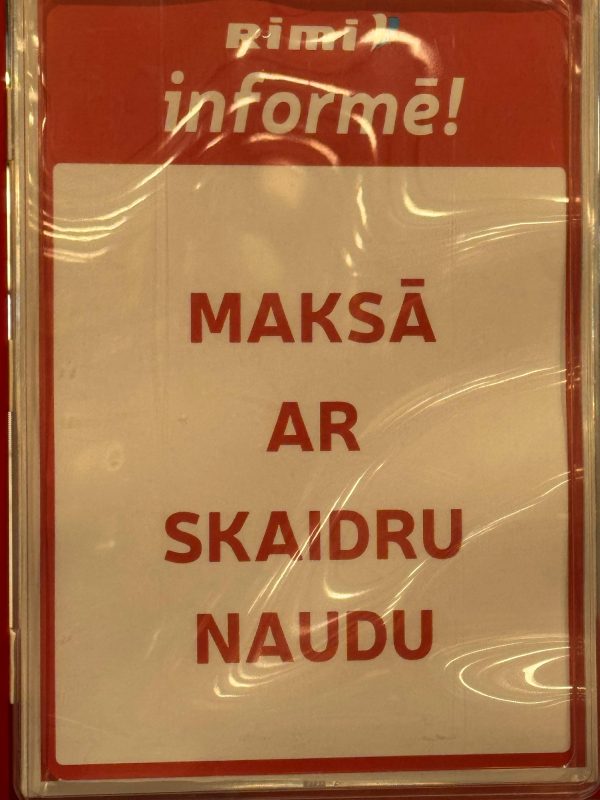 Rimi
informē!
MAKSĀ
AR
SKAIDRU
NAUDU